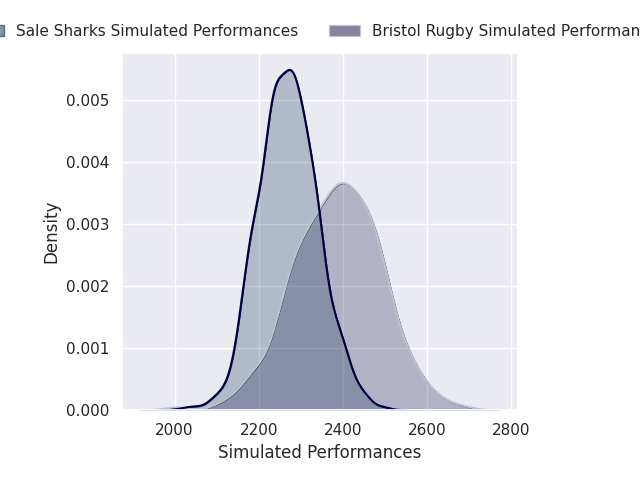 Sale Sharks Simulated Performances Bristol Rugby Simulated Performan
0.005
0.004
0.003
0.002
0.001
0.000
Density
2000 2200 2400 2600 2800
Simulated Performances